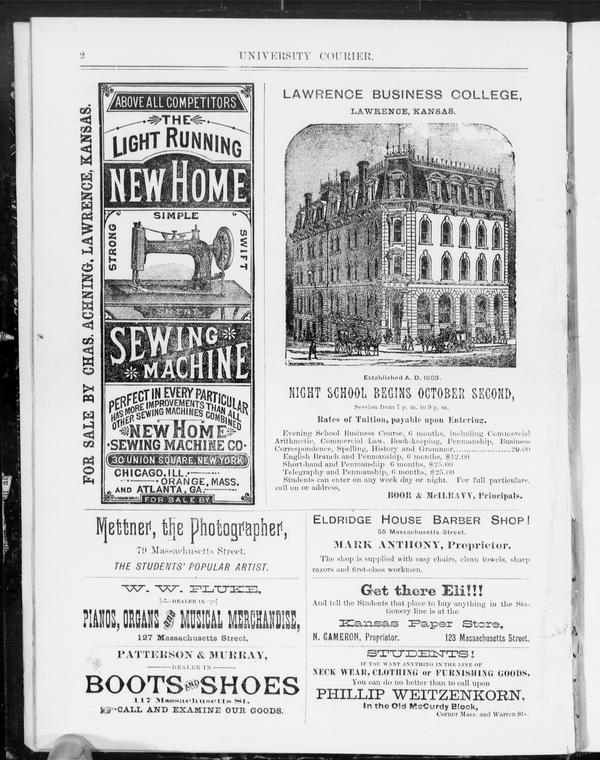 2
UNIVERSITY COURIER.
FOR SALE BY CHAS. ACHNING, LAWRENCE, KANSAS.
ABOVE ALL COMPETITORS
THE
LIGHT RUNNING
NEW HOME
SIMPLE
STRONG
SWIFT
SEWING
MACHINE
PERFECT IN EVERY PARTICULAR
HAS MORE IMPROVEMENTS THAN ALL
OTHER SEWING MACHINES COMBINED
NEW HOME
SEWING MACHINE CO.
30 UNION SQUARE, NEW YORK
CHICAGO, ILL.
ORANGE, MASS.
AND ATLANTA, GA.
FOR SALE BY
LAWRENCE BUSINESS COLLEGE,
LAWRENCE, KANSAS.
Established A. D. 1869.
NIGHT SCHOOL BEGINS OCTOBER SECOND,
Session from 7 p. m. to 9 p. m.
Rates of Tuition, payable upon Entering.
Evening School Business Course, 6 months, including Commercial
Arithmetic, Commercial Law, Book-keeping, Penmanship, Business
Correspondence, Spelling, History and Grammar,....................20.00
English Branch and Penmanship, 6 months, $12.00
Short-hand and Penmanship 6 months, $25.00
Telegraphy and Penmanship, 6 months, $25.00
Students can enter on any week day or night. For full particulars,
call on or address,
BOOR & McILRAVY, Principals.
Mettner, the Photographer,
79 Massachusetts Street.
THE STUDENTS' POPULAR ARTIST.
W. W. FLUKE,
DEALER IN
PIANOS, ORGANS AND MUSICAL MERCHANDISE,
127 Massachusetts Street,
PATTERSON & MURRAY,
DEALER IN
BOOTS AND SHOES
117 Massachusetts St,
CALL AND EXAMINE OUR GOODS.
ELDRIDGE HOUSE BARBER SHOP!
55 Massachusetts Street.
MARK ANTHONY, Proprietor.
The shop is supplied with easy chairs, clean towels, sharp
razors and first-class workmen.
Get there Eli!!!
And tell the Students that place to buy anything in the Sta-
tionery line is at the
Kansas Paper Store,
N. CAMERON, Proprietor. 123 Massachusetts Street.
STUDENTS!
IF YOU WANT ANYTHING IN THE LINE OF
NECK WEAR, CLOTHING or FURNISHING GOODS,
You can do no better than to call upon
PHILLIP WEITZENKORN,
In the Old McCurdy Block,
Corner Mass. and Warren Sts.